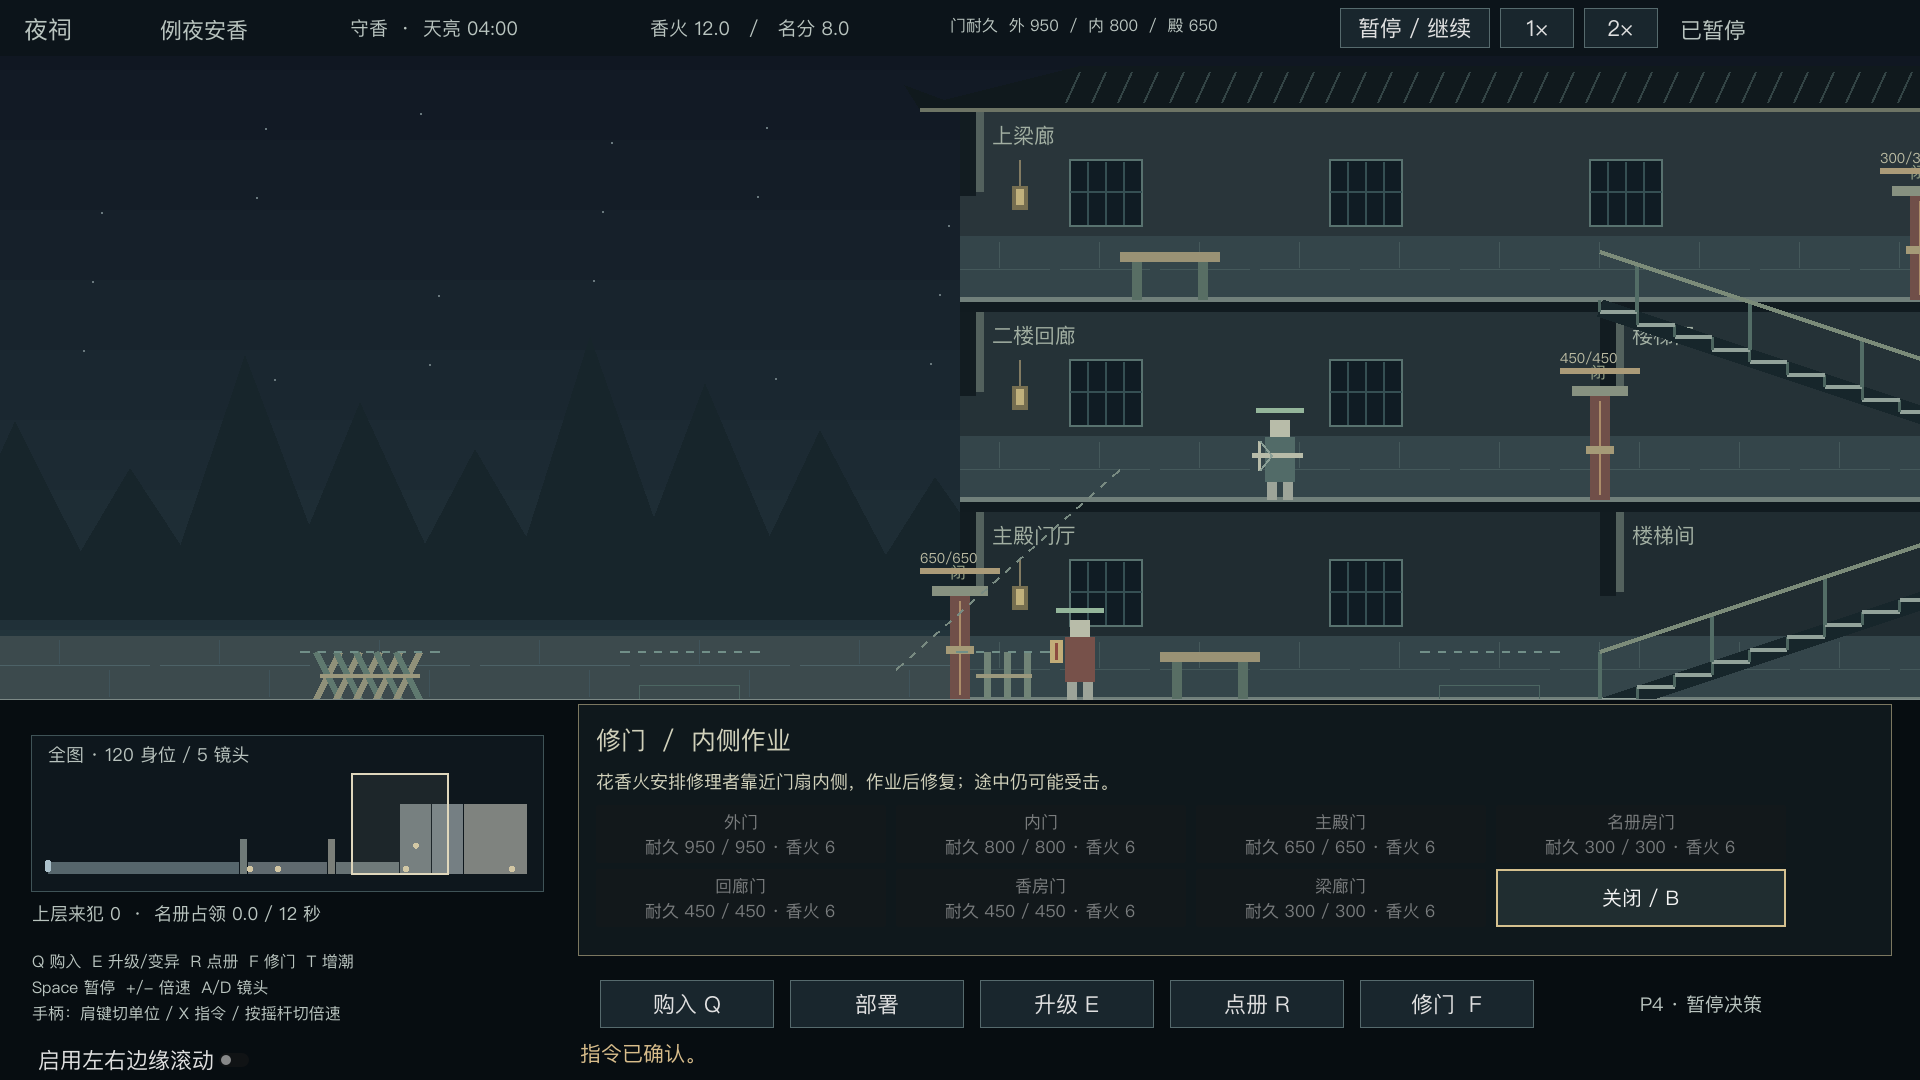 夜祠
例夜安香
守香 · 天亮 04:00
香火 12.0 / 名分 8.0
门耐久 外 950 / 内 800 / 殿 650
暂停 / 继续
1×
2×
已暂停
上梁廊
300/3
二楼回廊
450/450
闭
主殿门厅
楼梯间
650/650
闭
全图 · 120 身位 / 5 镜头
上层来犯 0 · 名册占领 0.0 / 12 秒
Q 购入 E 升级/变异 R 点册 F 修门 T 增潮
Space 暂停 +/− 倍速 A/D 镜头
手柄: 肩键切单位 / X 指令 / 按摇杆切倍速
启用左右边缘滚动
修门 / 内侧作业
花香火安排修理者靠近门扇内侧，作业后修复；途中仍可能受击。
外门
耐久 950 / 950 · 香火 6
内门
耐久 800 / 800 · 香火 6
主殿门
耐久 650 / 650 · 香火 6
名册房门
耐久 300 / 300 · 香火 6
回廊门
耐久 450 / 450 · 香火 6
香房门
耐久 450 / 450 · 香火 6
梁廊门
耐久 300 / 300 · 香火 6
关闭 / B
购入 Q
部署
升级 E
点册 R
修门 F
P4 · 暂停决策
指令已确认。